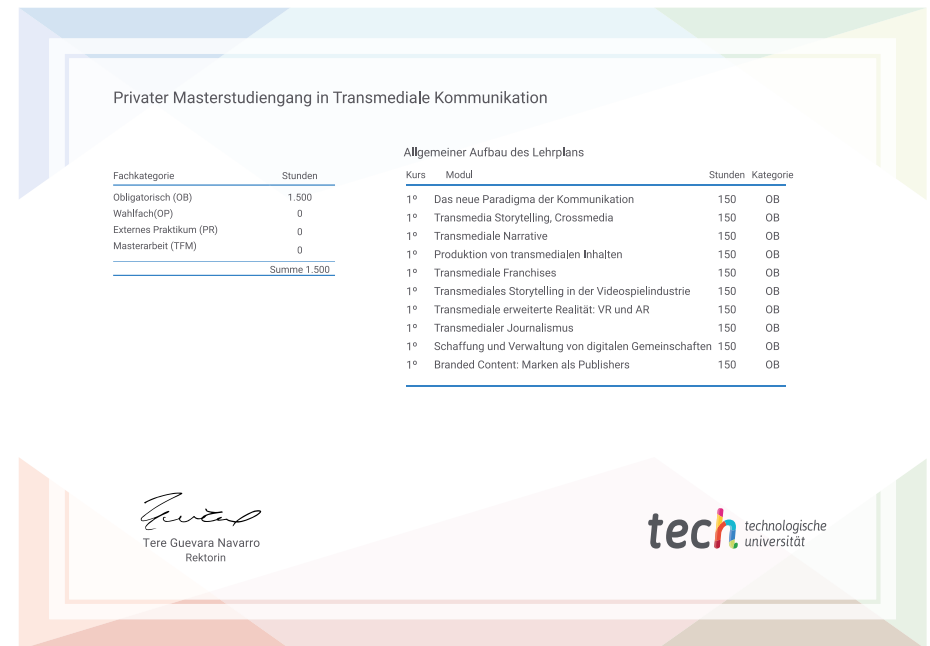 Privater Masterstudiengang in Transmediale Kommunikation
Fachkategorie Stunden
Obligatorisch (OB) 1.500
Wahlfach(OP) 0
Externes Praktikum (PR) 0
Masterarbeit (TFM) 0
Summe 1.500
Allgemeiner Aufbau des Lehrplans
Kurs Modul Stunden Kategorie
1º Das neue Paradigma der Kommunikation 150 OB
1º Transmedia Storytelling, Crossmedia 150 OB
1º Transmediale Narrative 150 OB
1º Produktion von transmedialen Inhalten 150 OB
1º Transmediale Franchises 150 OB
1º Transmediales Storytelling in der Videospielindustrie 150 OB
1º Transmediale erweiterte Realität: VR und AR 150 OB
1º Transmedialer Journalismus 150 OB
1º Schaffung und Verwaltung von digitalen Gemeinschaften 150 OB
1º Branded Content: Marken als Publishers 150 OB
Tere Guevara Navarro
Rektorin
tech technologische
universität